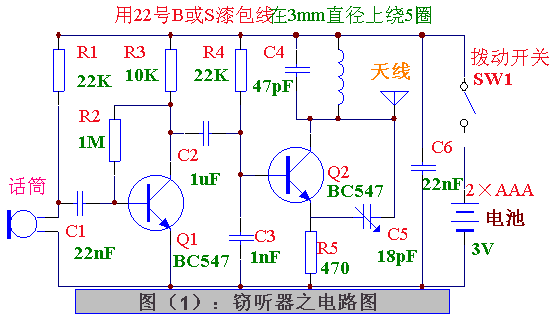 用22号B或S漆包线在3mm直径上绕5圈
R1
22K
R3
10K
R4
22K
C4
47pF
天线
拨动开关
SW1
R2
1M
C2
1uF
Q2
BC547
C6
22nF
2×AAA
电池
3V
话筒
C1
22nF
Q1
BC547
C3
1nF
R5
470
C5
18pF
图（1）：窃听器之电路图